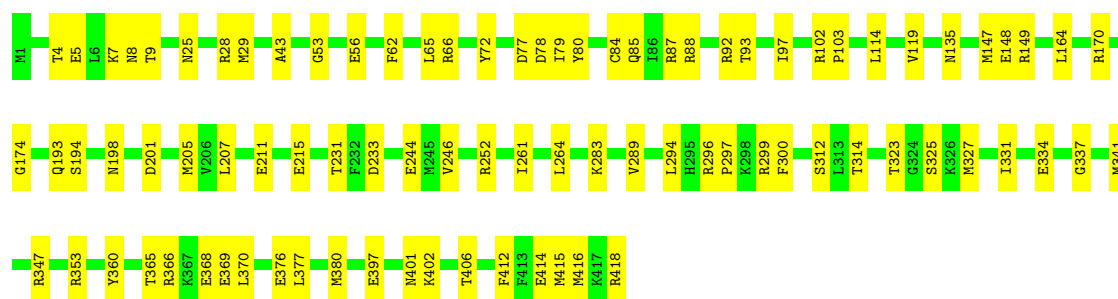 M1 T4 E5 L6 K7 N8 T9 N25 R28 M29 A43 G53 E56 F62 L65 R66 Y72 D77 D78 I79 Y80 C84 Q85 I86 R87 R88 R92 T93 I97 R102 P103 L114 V119 N135 M147 E148 R149 L164 R170
G174 Q193 S194 N198 D201 M205 V206 L207 E211 E215 T231 F232 D233 E244 M245 V246 R252 I261 L264 K283 V289 L294 H295 R296 P297 K298 R299 F300 S312 L313 T314 T323 G324 S325 K326 M327 I331 E334 G337 M341
R347 R353 Y360 T365 R366 K367 E368 E369 L370 E376 L377 M380 E397 N401 K402 T406 F412 F413 E414 M415 M416 K417 R418